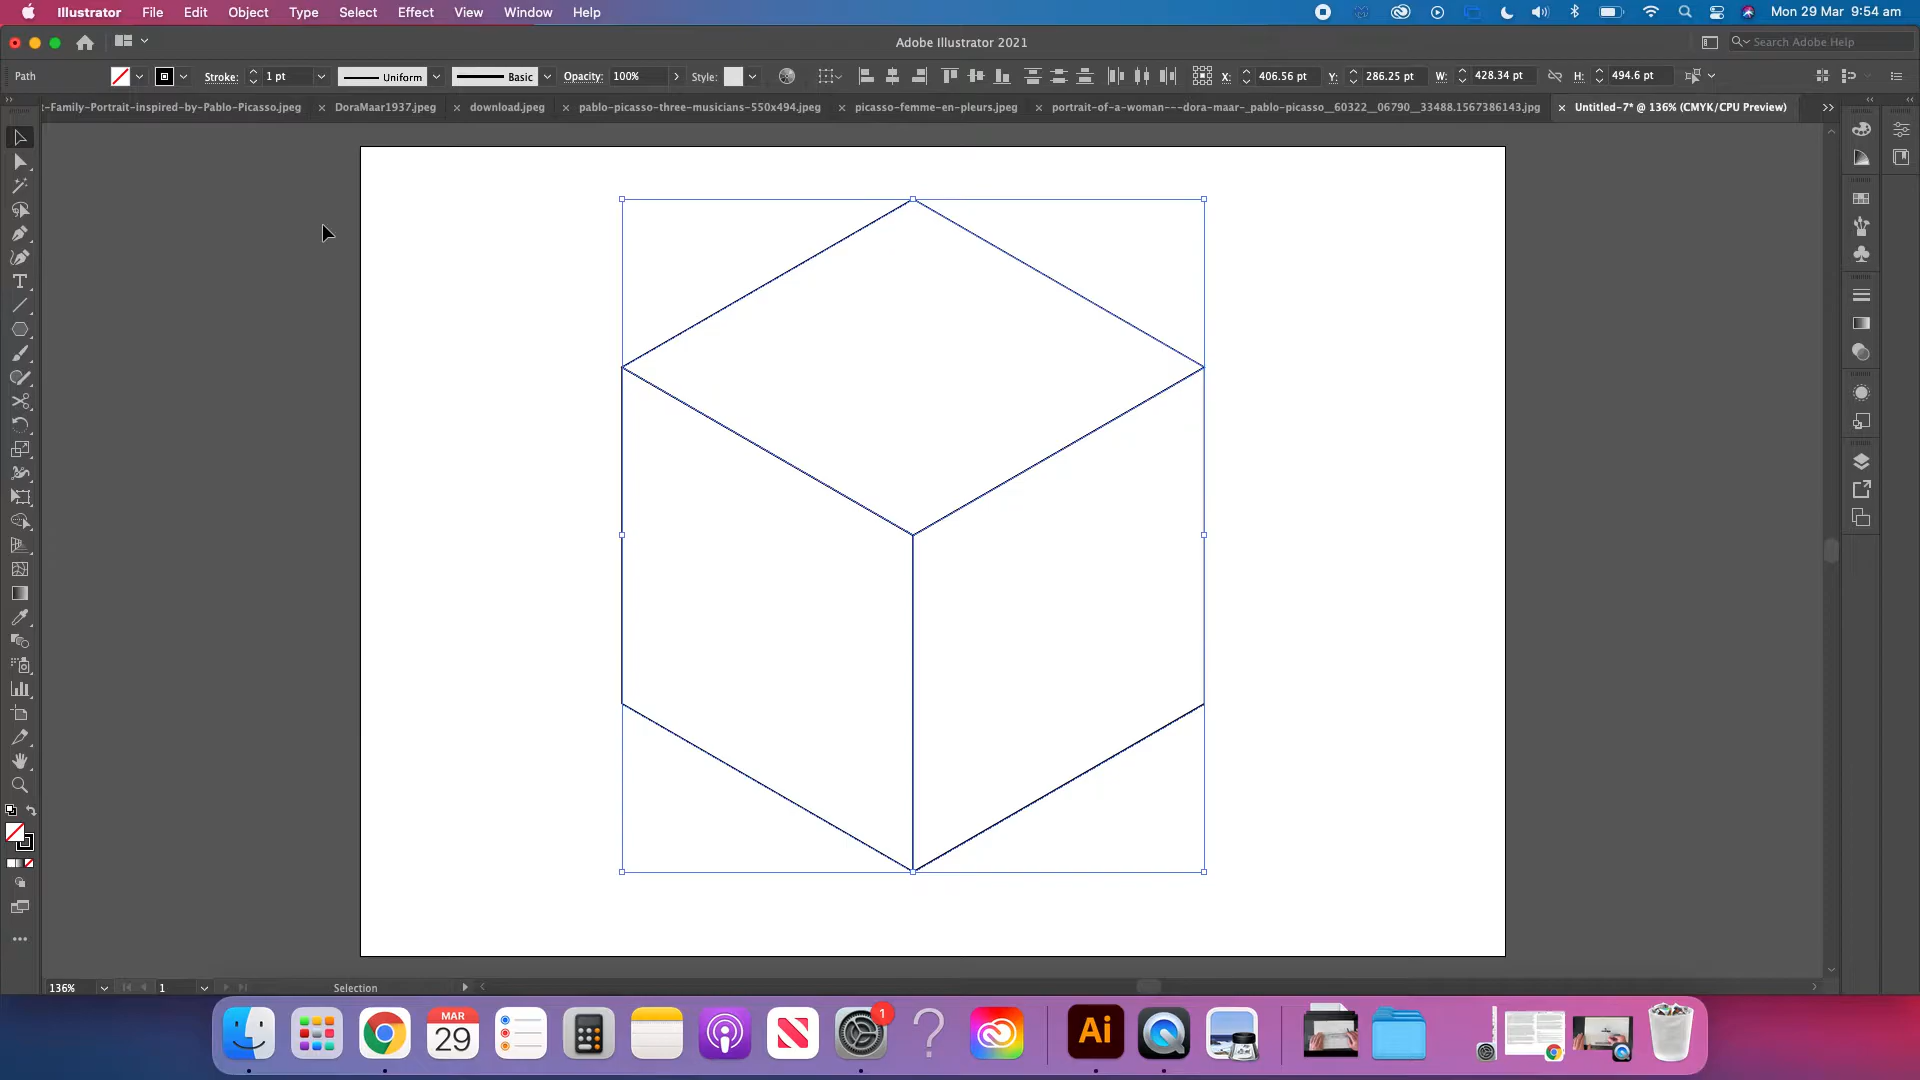 Illustrator File Edit Object Type Select Effect View Window Help Mon 29 Mar 9:54 am
Adobe Illustrator 2021 Search Adobe Help
Path Stroke: 1 pt Uniform Basic Opacity: 100% Style: X: 406.56 pt Y: 286.25 pt W: 428.34 pt H: 494.6 pt
t-Family-Portrait-inspired-by-Pablo-Picasso.jpeg DoraMaar1937.jpeg download.jpeg pablo-picasso-three-musicians-550x494.jpeg picasso-femme-en-pleurs.jpeg portrait-of-a-woman---dora-maar-_pablo-picasso__60322__06790__33488.1567386143.jpg Untitled-7* @ 136% (CMYK/CPU Preview)
136% 1 Selection
MAR
29
1
Ai